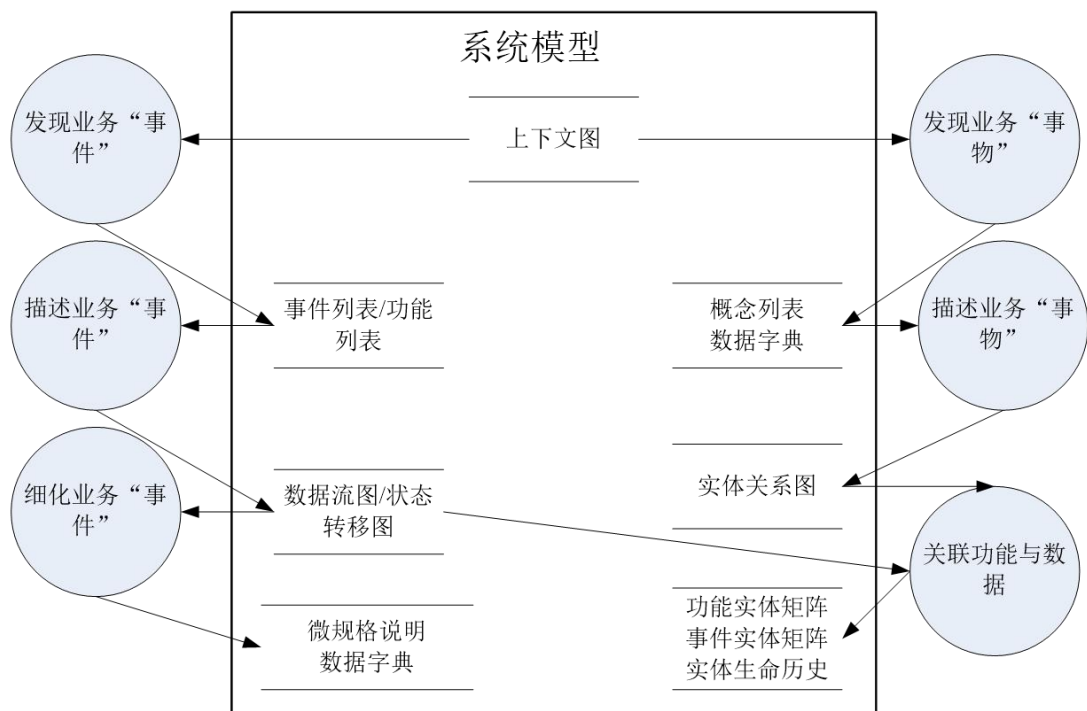 系统模型
发现业务“事
件”
上下文图
发现业务“事
物”
描述业务“事
件”
事件列表/功能
列表
概念列表
数据字典
描述业务“事
物”
细化业务“事
件”
数据流图/状态
转移图
实体关系图
关联功能与数
据
微规格说明
数据字典
功能实体矩阵
事件实体矩阵
实体生命历史